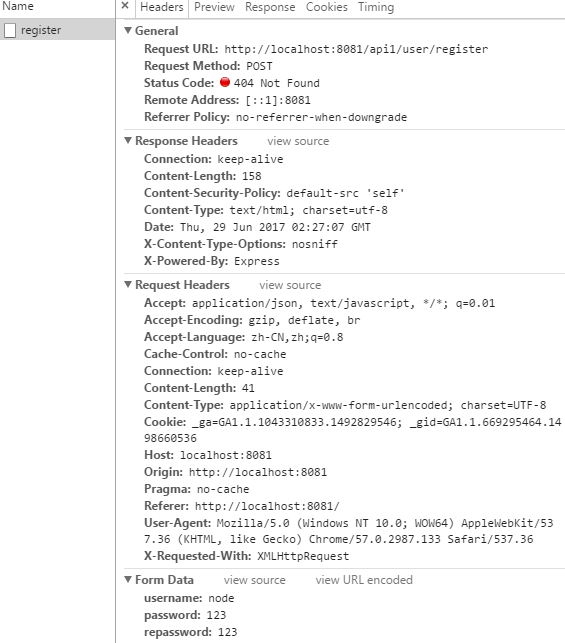 Name
× Headers Preview Response Cookies Timing
register
▼ General
Request URL: http://localhost:8081/api1/user/register
Request Method: POST
Status Code: 404 Not Found
Remote Address: [::1]:8081
Referrer Policy: no-referrer-when-downgrade
▼ Response Headers view source
Connection: keep-alive
Content-Length: 158
Content-Security-Policy: default-src 'self'
Content-Type: text/html; charset=utf-8
Date: Thu, 29 Jun 2017 02:27:07 GMT
X-Content-Type-Options: nosniff
X-Powered-By: Express
▼ Request Headers view source
Accept: application/json, text/javascript, */*; q=0.01
Accept-Encoding: gzip, deflate, br
Accept-Language: zh-CN,zh;q=0.8
Cache-Control: no-cache
Connection: keep-alive
Content-Length: 41
Content-Type: application/x-www-form-urlencoded; charset=UTF-8
Cookie: _ga=GA1.1.1043310833.1492829546; _gid=GA1.1.669295464.14
98660536
Host: localhost:8081
Origin: http://localhost:8081
Pragma: no-cache
Referer: http://localhost:8081/
User-Agent: Mozilla/5.0 (Windows NT 10.0; WOW64) AppleWebKit/53
7.36 (KHTML, like Gecko) Chrome/57.0.2987.133 Safari/537.36
X-Requested-With: XMLHttpRequest
▼ Form Data view source view URL encoded
username: node
password: 123
repassword: 123